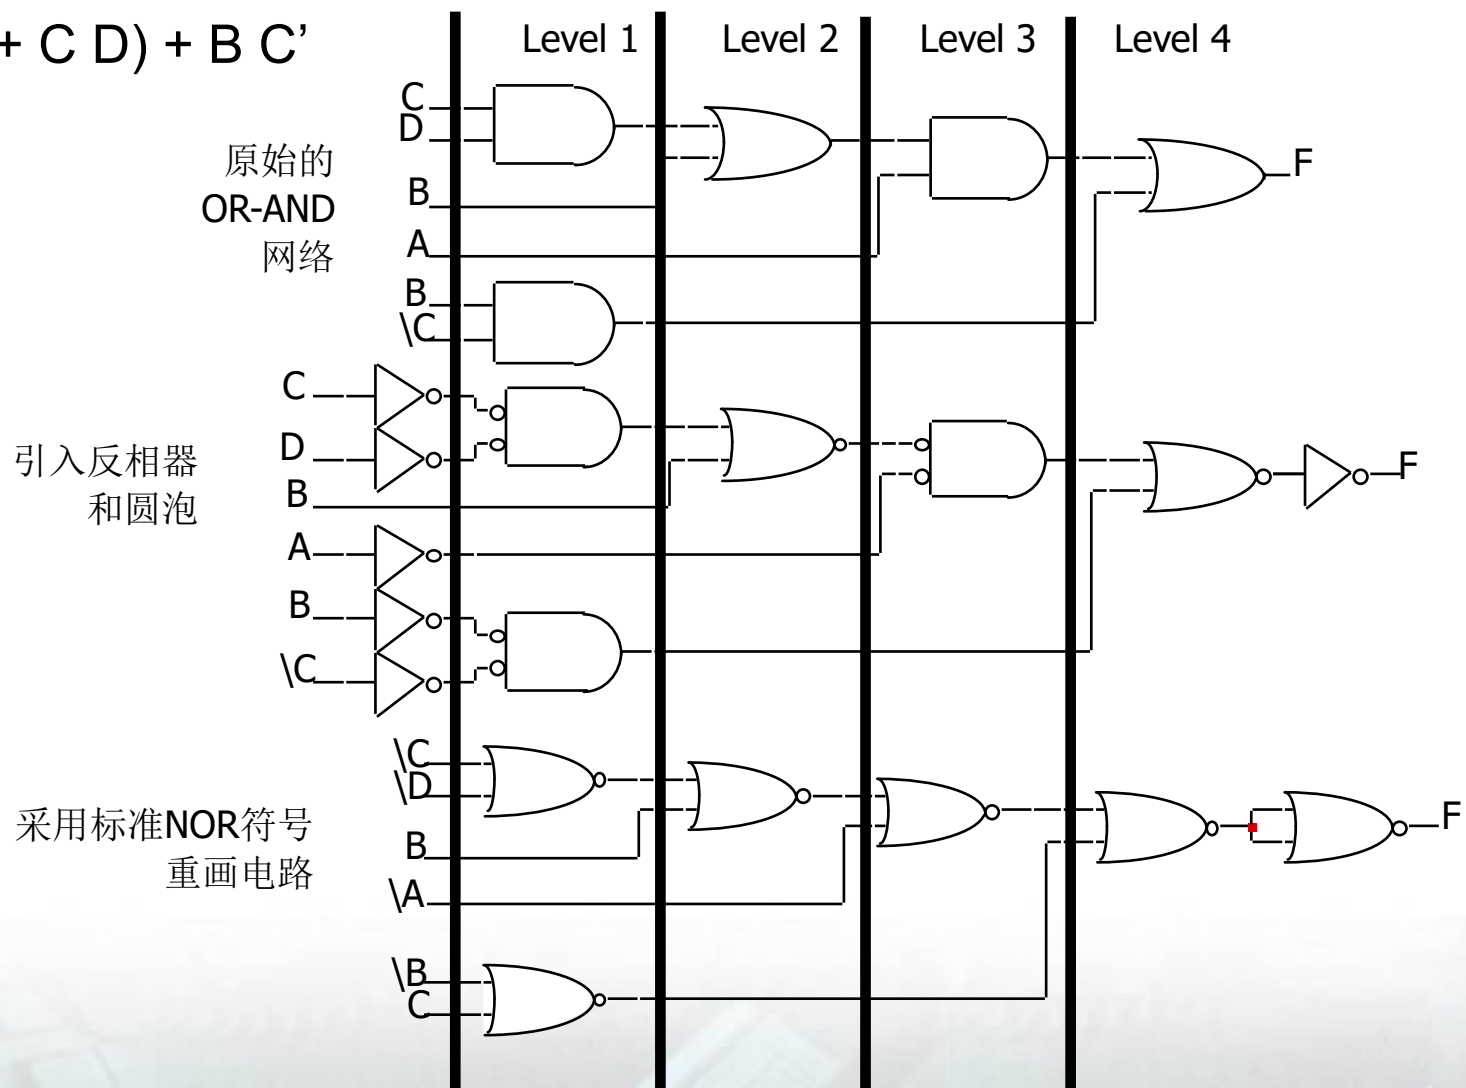 + C D) + B C’
Level 1
Level 2
Level 3
Level 4
原始的
OR-AND
网络
C
D
B
A
B
\C
F
引入反相器
和圆泡
C
D
B
A
B
\C
F
采用标准NOR符号
重画电路
\C
\D
B
\A
\B
C
F